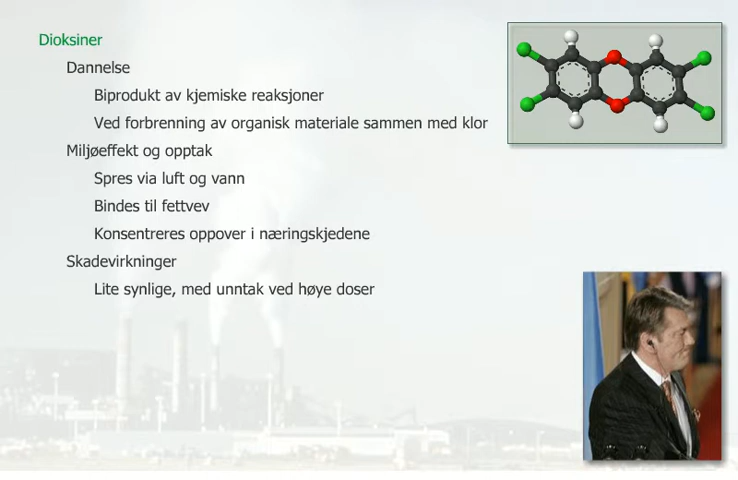 Dioksiner
Dannelse
Biprodukt av kjemiske reaksjoner
Ved forbrenning av organisk materiale sammen med klor
Miljøeffekt og opptak
Spres via luft og vann
Bindes til fettvev
Konsentreres oppover i næringskjedene
Skadevirkninger
Lite synlige, med unntak ved høye doser